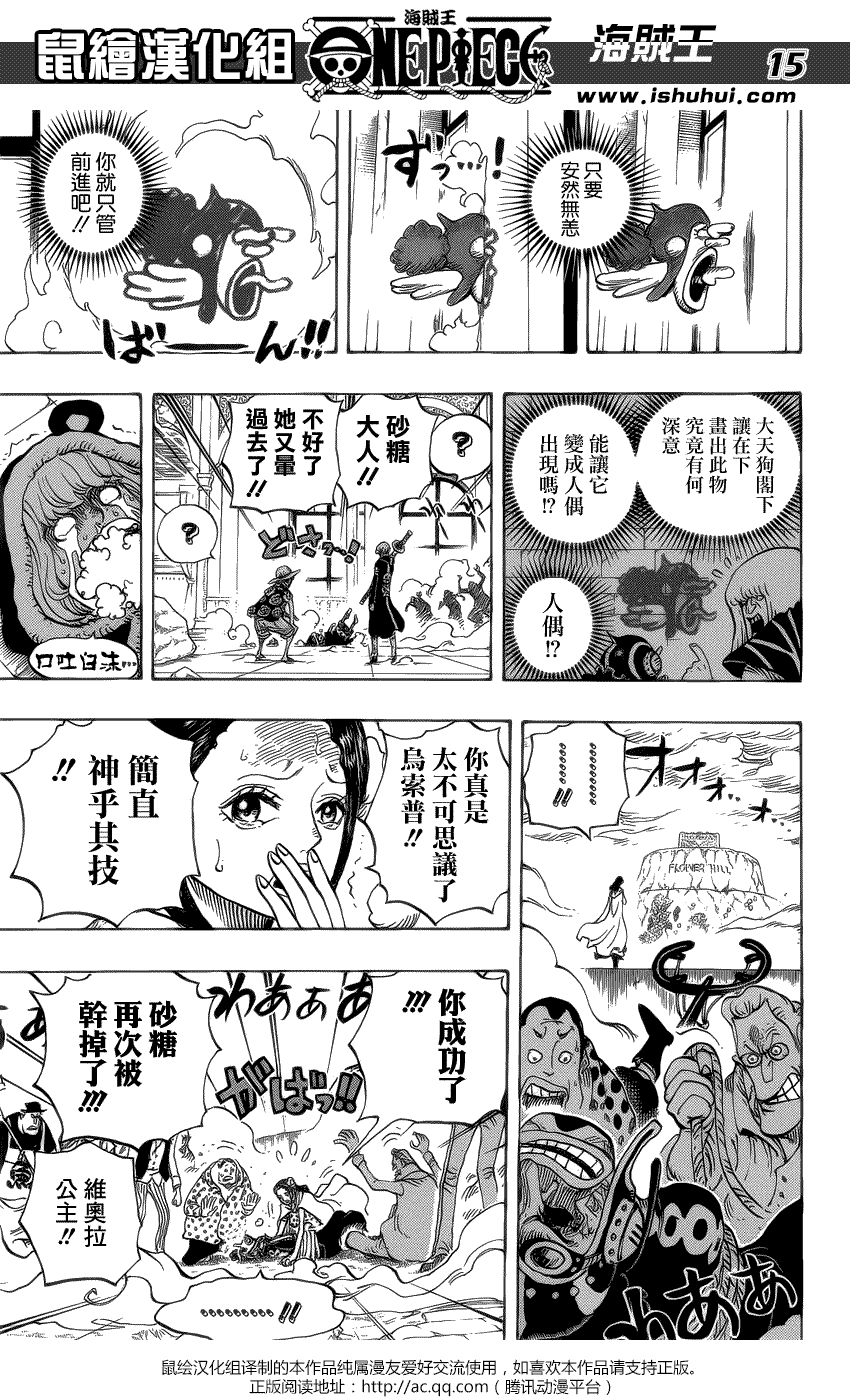 鼠繪漢化組
海賊王
ONE PIECE
海賊王
www.ishuhui.com
15
只要
安然無恙
ずっ…!
你就只管
前進吧!!
ばーーん!!
大天狗閣下
讓在下
畫出此物
究竟有何
深意
能讓它
變成人偶
出現嗎!?
人偶!?
?
砂糖
大人!!
不好了
她又暈
過去了!!
?
どさっ…!
口吐白沫…
オオオ…
………!!
FLOWER HILL
8
わああ
你真是
太不可思議了
烏索普!!
簡直
神乎其技
!!
你成功了
!!!
わあああ
がばっ!!
砂糖
再次被
幹掉了!!!
維奧拉
公主!!
…………!!
鼠绘汉化组译制的本作品纯属漫友爱好交流使用，如喜欢本作品请支持正版。
正版阅读地址：http://ac.qq.com（腾讯动漫平台）